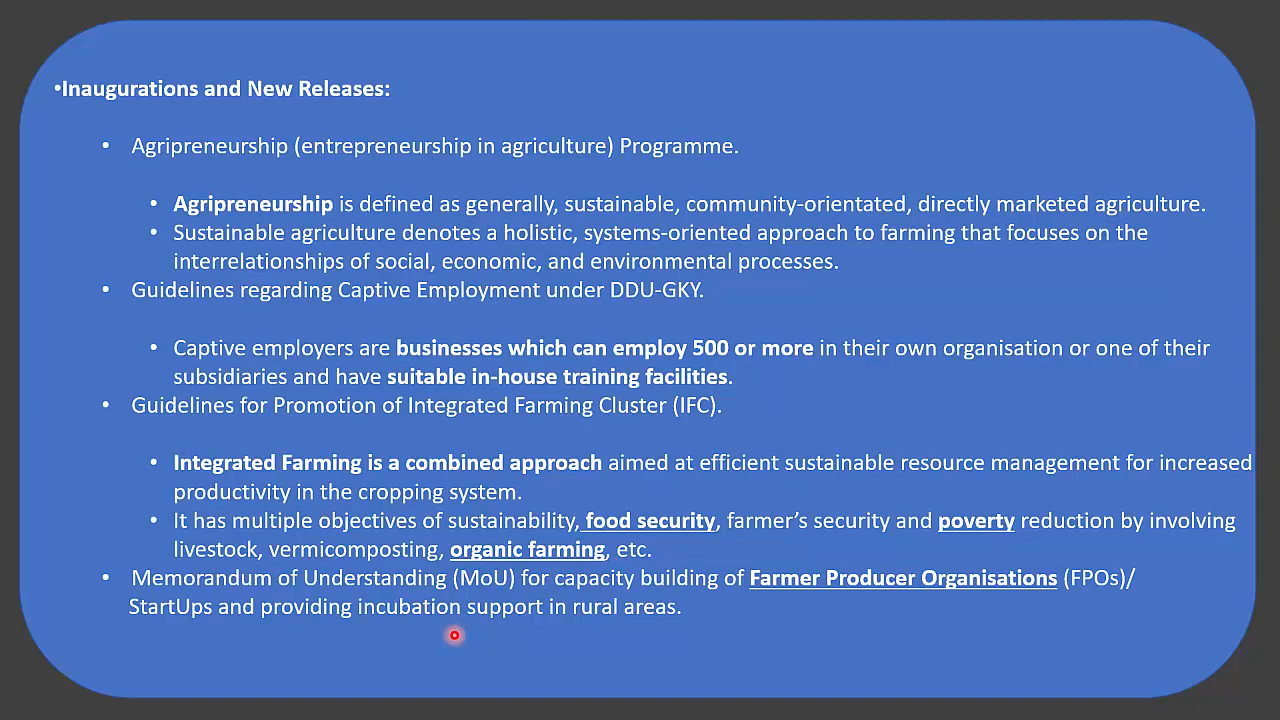 •Inaugurations and New Releases:
• Agripreneurship (entrepreneurship in agriculture) Programme.
• Agripreneurship is defined as generally, sustainable, community-orientated, directly marketed agriculture.
• Sustainable agriculture denotes a holistic, systems-oriented approach to farming that focuses on the
interrelationships of social, economic, and environmental processes.
• Guidelines regarding Captive Employment under DDU-GKY.
• Captive employers are businesses which can employ 500 or more in their own organisation or one of their
subsidiaries and have suitable in-house training facilities.
• Guidelines for Promotion of Integrated Farming Cluster (IFC).
• Integrated Farming is a combined approach aimed at efficient sustainable resource management for increased
productivity in the cropping system.
• It has multiple objectives of sustainability, food security, farmer’s security and poverty reduction by involving
livestock, vermicomposting, organic farming, etc.
• Memorandum of Understanding (MoU) for capacity building of Farmer Producer Organisations (FPOs)/
StartUps and providing incubation support in rural areas.